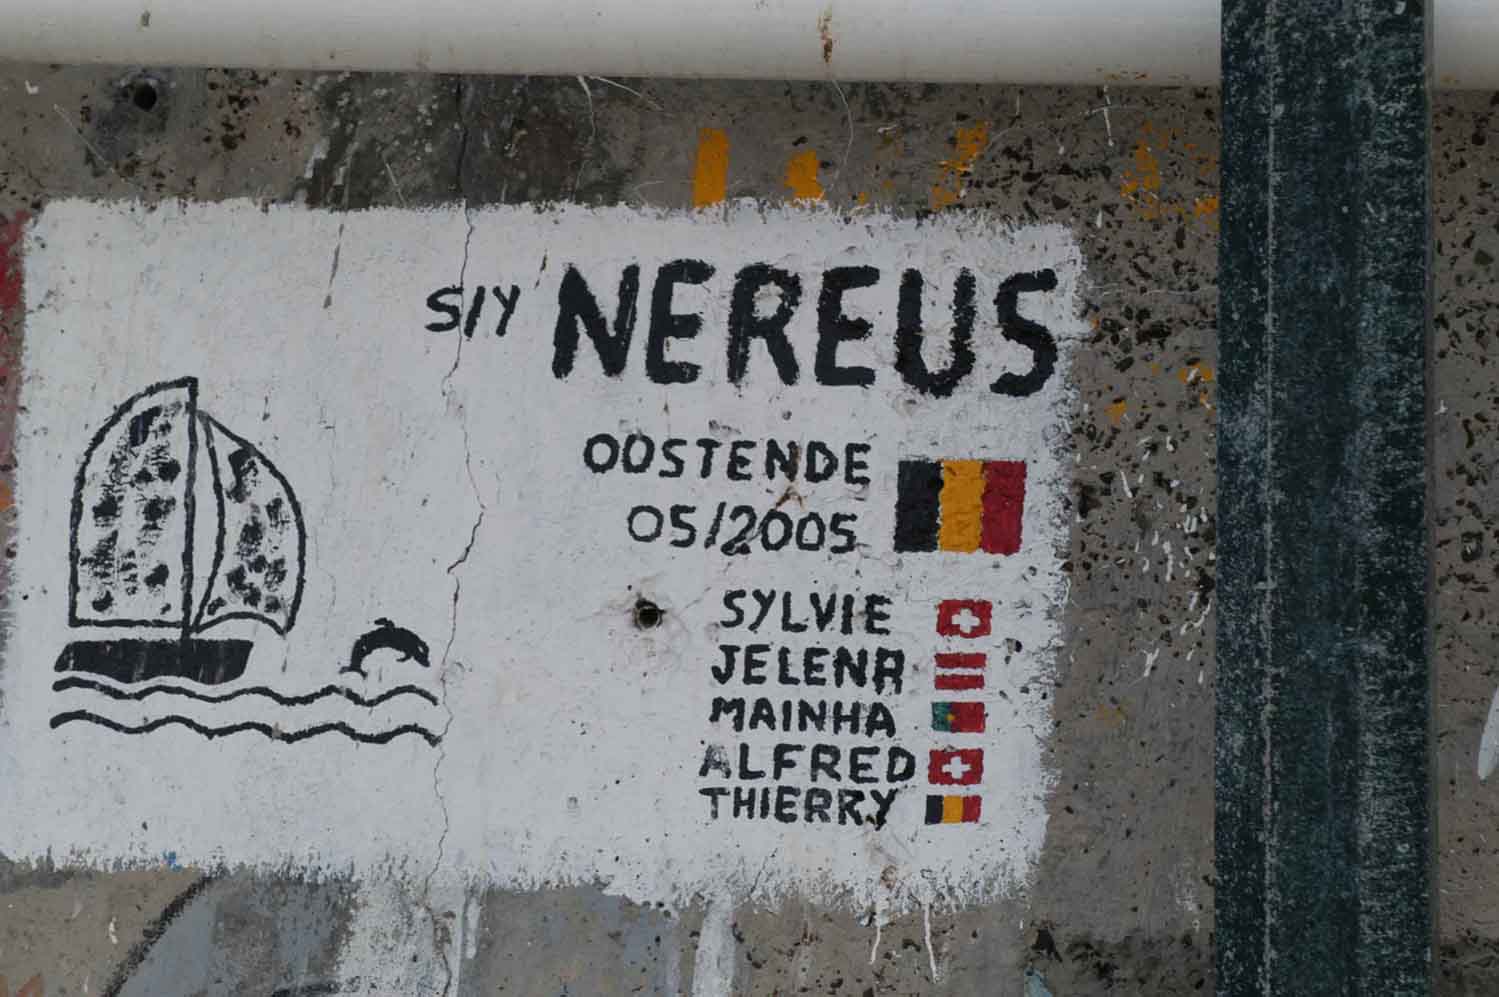 S/Y NEREUS
OOSTENDE
05/2005
SYLVIE
JELENA
MAINHA
ALFRED
THIERRY